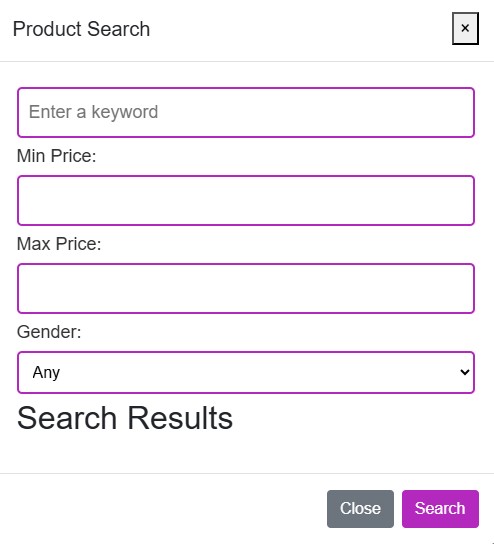 Product Search
×
Enter a keyword
Min Price:
Max Price:
Gender:
Any
Search Results
Close
Search